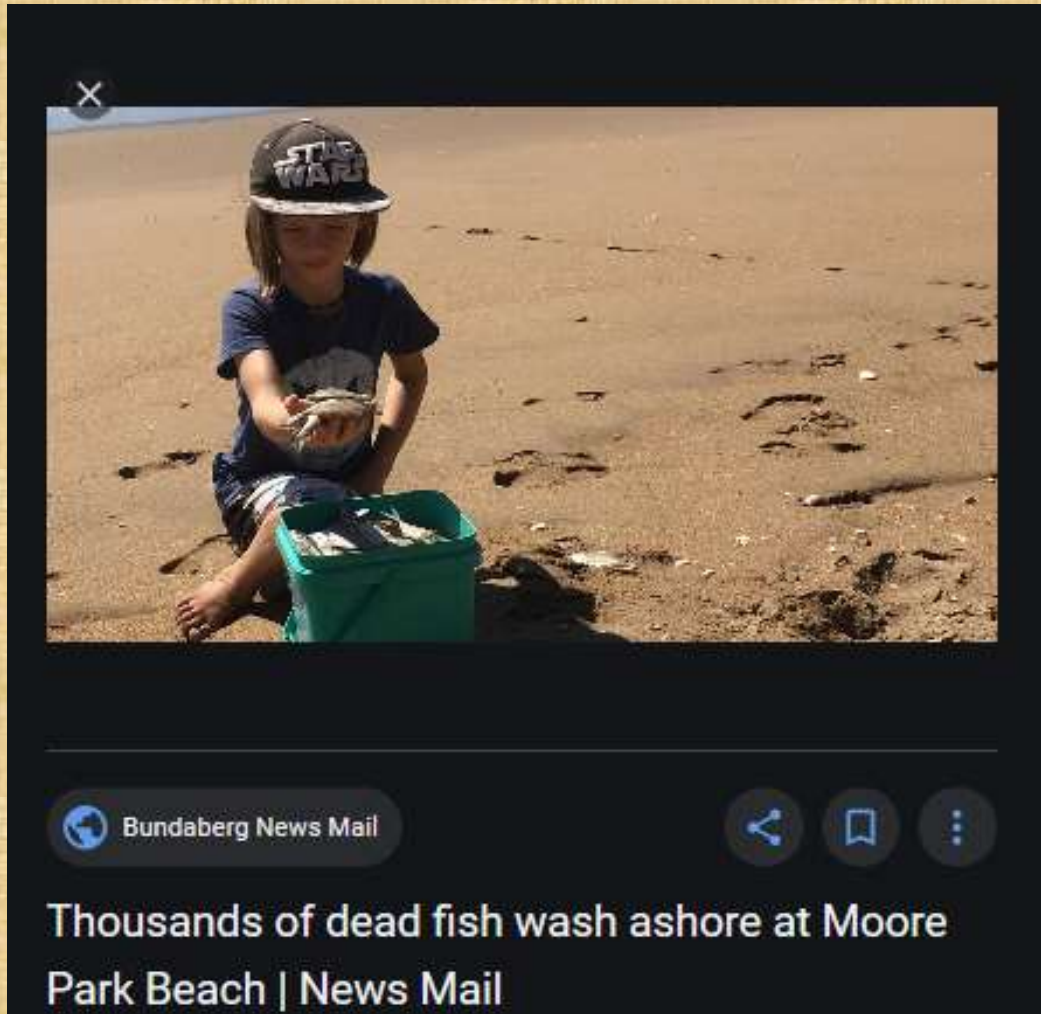 STAR
WARS
Bundaberg News Mail
Thousands of dead fish wash ashore at Moore
Park Beach | News Mail